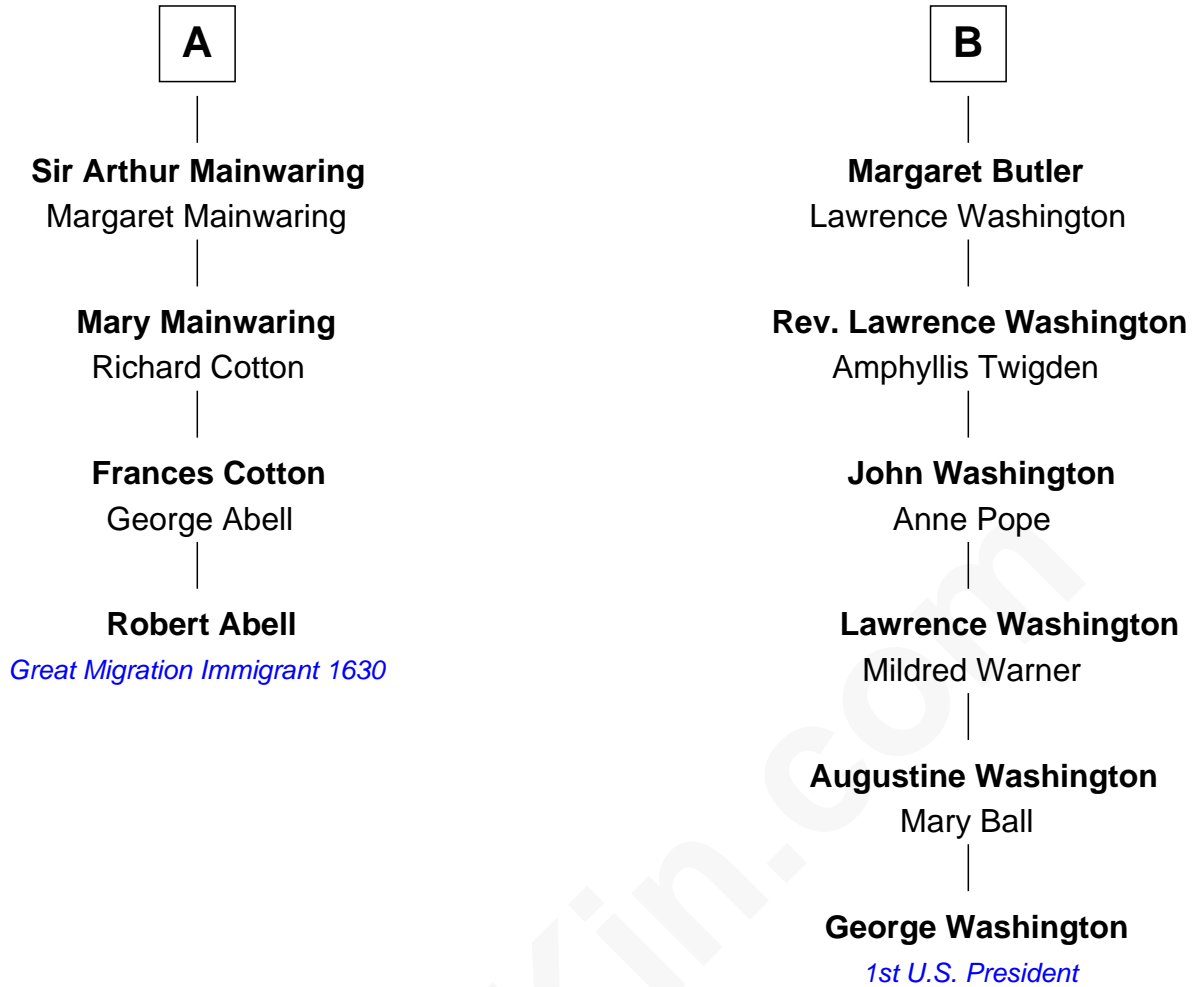 A
Sir Arthur Mainwaring
Margaret Mainwaring
Mary Mainwaring
Richard Cotton
Frances Cotton
George Abell
Robert Abell
Great Migration Immigrant 1630
B
Margaret Butler
Lawrence Washington
Rev. Lawrence Washington
Amphyllis Twigden
John Washington
Anne Pope
Lawrence Washington
Mildred Warner
Augustine Washington
Mary Ball
George Washington
1st U.S. President